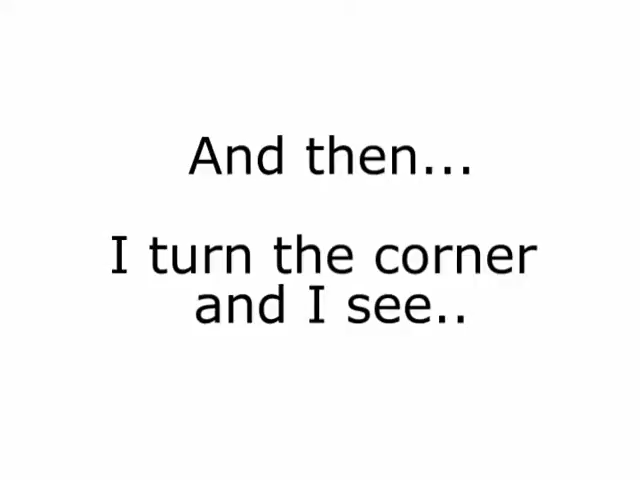 And then...
I turn the corner
and I see..